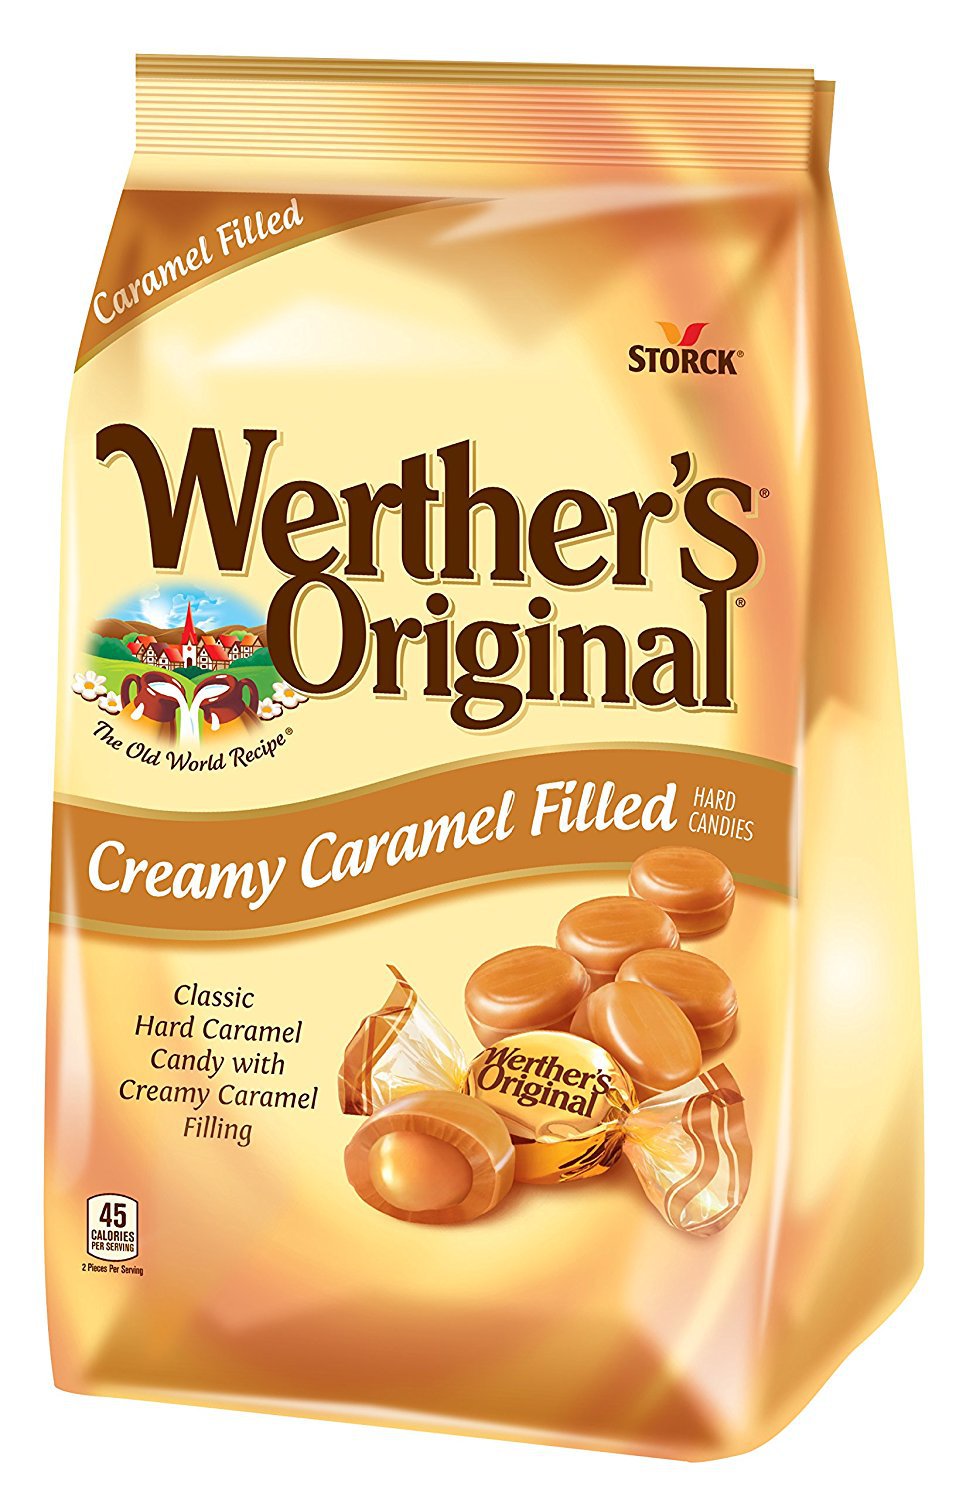 Caramel Filled
STORCK®
Werther's®
Original®
The Old World Recipe®
Creamy Caramel Filled
HARD
CANDIES
Classic
Hard Caramel
Candy with
Creamy Caramel
Filling
Werther's
Original
45
CALORIES
PER SERVING
2 Pieces Per Serving